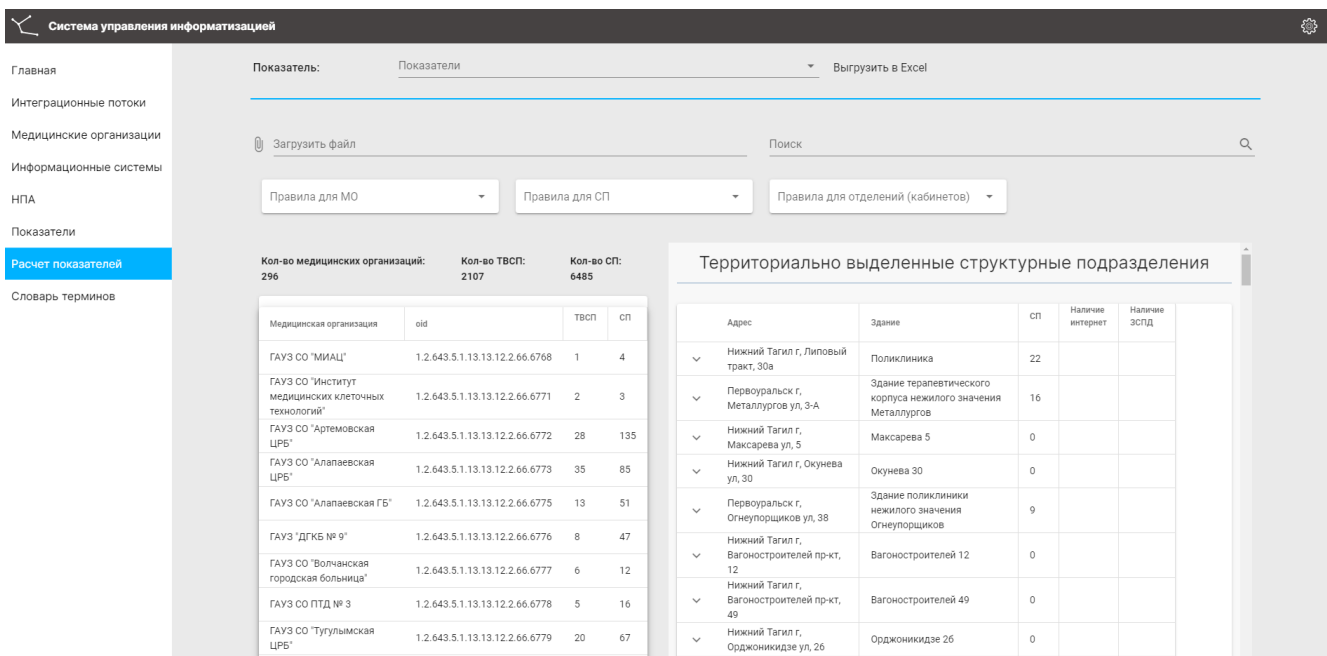 Система управления информатизацией
Главная
Интеграционные потоки
Медицинские организации
Информационные системы
НПА
Показатели
Расчет показателей
Словарь терминов
Показатель:
Показатели
Выгрузить в Excel
Загрузить файл
Поиск
Правила для МО
Правила для СП
Правила для отделений (кабинетов)
Кол-во медицинских организаций:
296
Кол-во ТВСП:
2107
Кол-во СП:
6485
Медицинская организация oid ТВСП СП
ГАУЗ СО "МИАЦ" 1.2.643.5.1.13.13.12.2.66.6768 1 4
ГАУЗ СО "Институт
медицинских клеточных
технологий"
1.2.643.5.1.13.13.12.2.66.6771 2 3
ГАУЗ СО "Артемовская
ЦРБ"
1.2.643.5.1.13.13.12.2.66.6772 28 135
ГАУЗ СО "Алапаевская
ЦРБ"
1.2.643.5.1.13.13.12.2.66.6773 35 85
ГАУЗ СО "Алапаевская ГБ" 1.2.643.5.1.13.13.12.2.66.6775 13 51
ГАУЗ "ДГКБ № 9" 1.2.643.5.1.13.13.12.2.66.6776 8 47
ГАУЗ СО "Волчанская
городская больница"
1.2.643.5.1.13.13.12.2.66.6777 6 12
ГАУЗ СО ПТД № 3 1.2.643.5.1.13.13.12.2.66.6778 5 16
ГАУЗ СО "Тугулымская
ЦРБ"
1.2.643.5.1.13.13.12.2.66.6779 20 67
Территориально выделенные структурные подразделения
Адрес Здание СП
Наличие
интернет
Наличие
ЗСПД
Нижний Тагил г, Липовый
тракт, 30а
Поликлиника 22
Первоуральск г,
Металлургов ул, 3-А
Здание терапевтического
корпуса нежилого значения
Металлургов
16
Нижний Тагил г,
Максарева ул, 5
Максарева 5 0
Нижний Тагил г, Окунева
ул, 30
Окунева 30 0
Первоуральск г,
Огнеупорщиков ул, 38
Здание поликлиники
нежилого значения
Огнеупорщиков
9
Нижний Тагил г,
Вагоностроителей пр-кт,
12
Вагоностроителей 12 0
Нижний Тагил г,
Вагоностроителей пр-кт,
49
Вагоностроителей 49 0
Нижний Тагил г,
Орджоникидзе ул, 26
Орджоникидзе 26 0